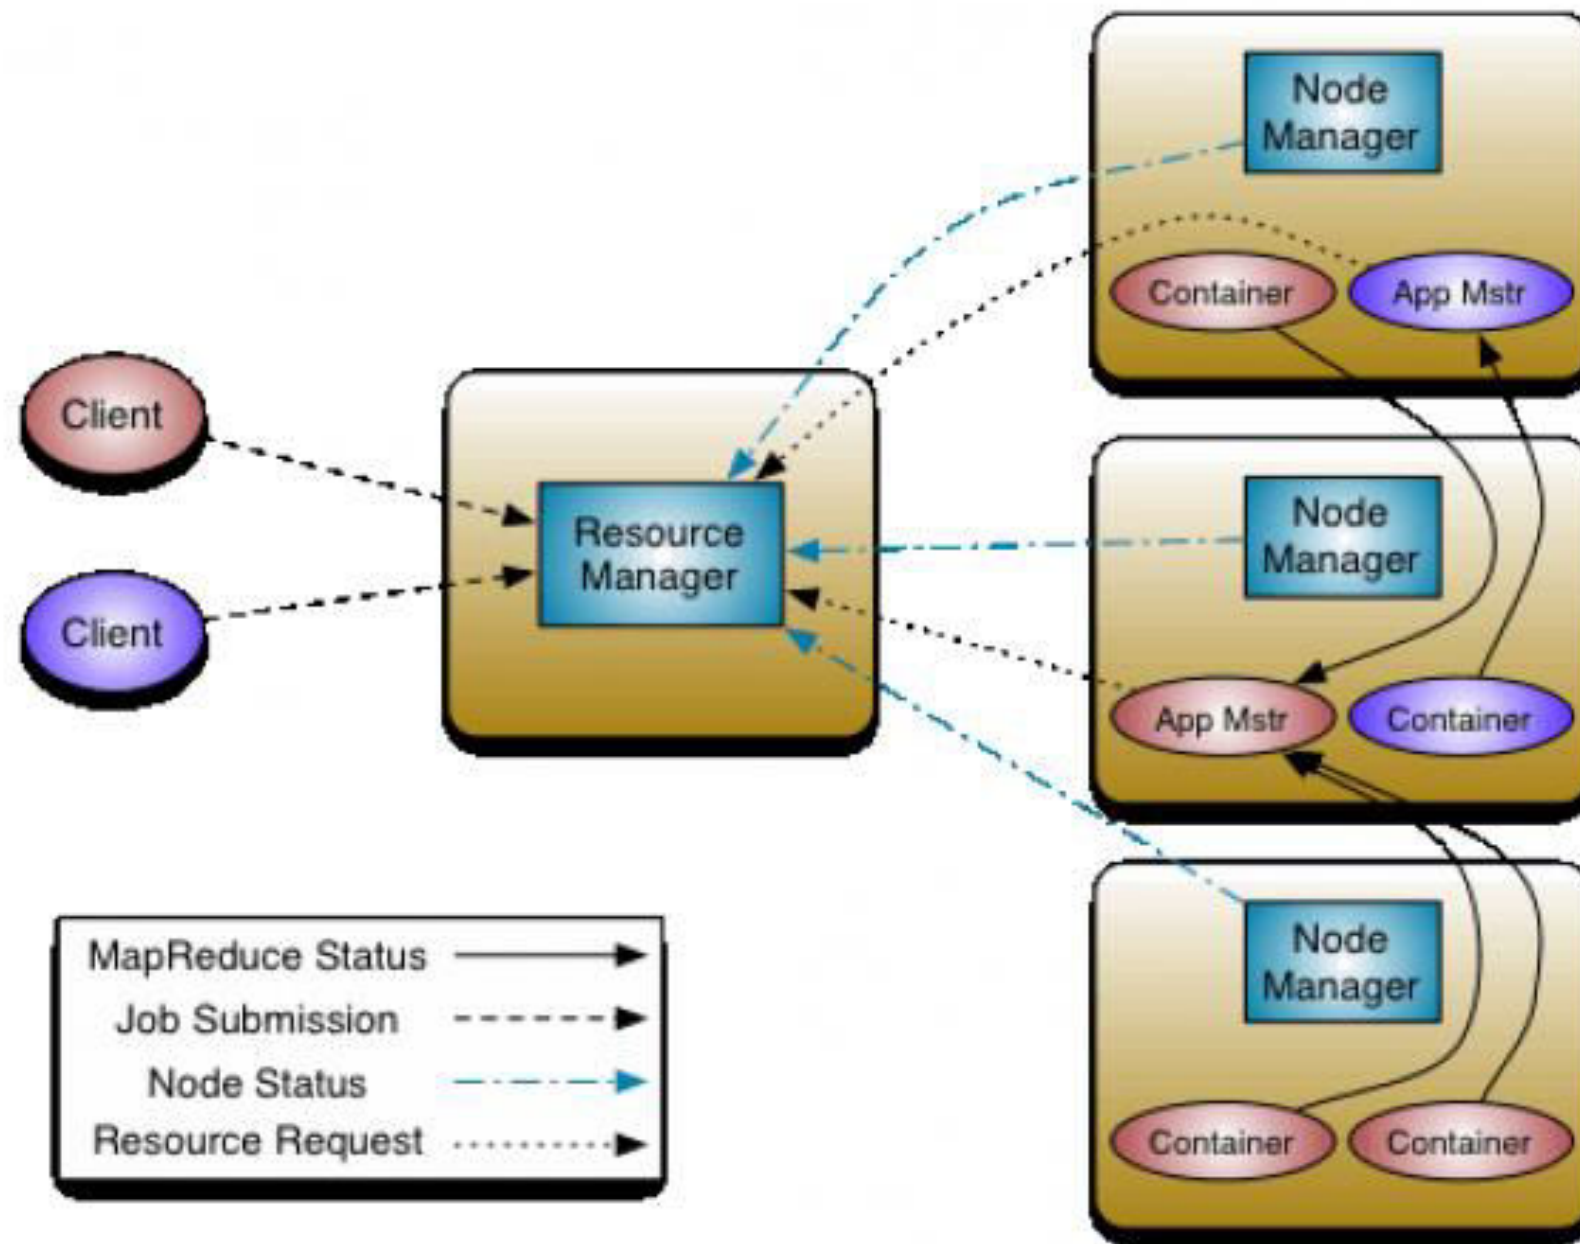 Node
Manager
Container
App Mstr
Client
Client
Resource
Manager
Node
Manager
App Mstr
Container
Node
Manager
Container
Container
MapReduce Status
Job Submission
Node Status
Resource Request